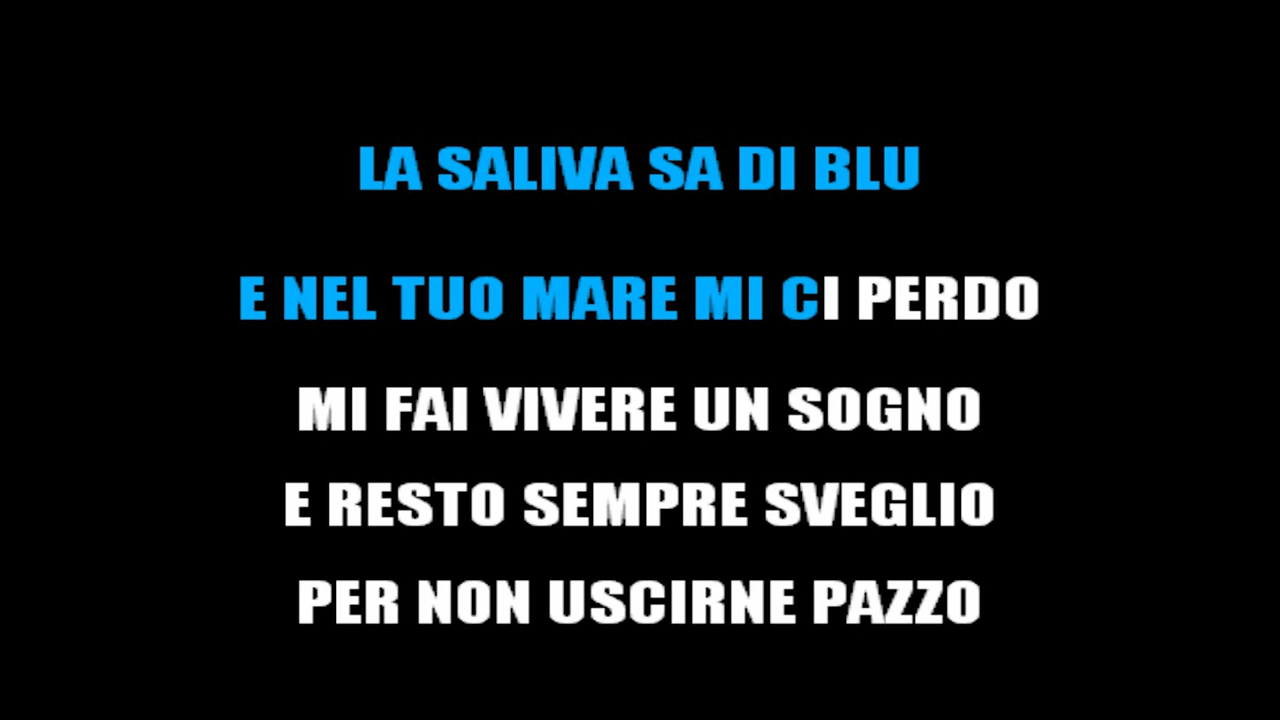 LA SALIVA SA DI BLU
E NEL TUO MARE MI CI PERDO
MI FAI VIVERE UN SOGNO
E RESTO SEMPRE SVEGLIO
PER NON USCIRNE PAZZO